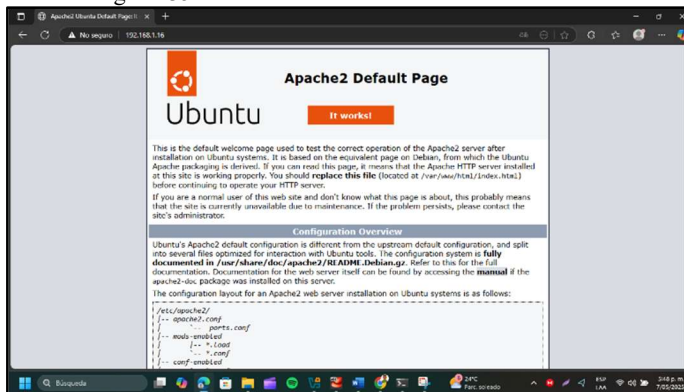 Apache2 Ubuntu Default Page: It
No seguro
192.168.1.16
Apache2 Default Page
Ubuntu
It works!
This is the default welcome page used to test the correct operation of the Apache2 server after
installation on Ubuntu systems. It is based on the equivalent page on Debian, from which the Ubuntu
Apache packaging is derived. If you can read this page, it means that the Apache HTTP server installed
at this site is working properly. You should replace this file (located at /var/www/html/index.html)
before continuing to operate your HTTP server.
If you are a normal user of this web site and don't know what this page is about, this probably means
that the site is currently unavailable due to maintenance. If the problem persists, please contact the
site's administrator.
Configuration Overview
Ubuntu's Apache2 default configuration is different from the upstream default configuration, and split
into several files optimized for interaction with Ubuntu tools. The configuration system is fully
documented in /usr/share/doc/apache2/README.Debian.gz. Refer to this for the full
documentation. Documentation for the web server itself can be found by accessing the manual if the
apache2-doc package was installed on this server.
The configuration layout for an Apache2 web server installation on Ubuntu systems is as follows:
/etc/apache2/
|-- apache2.conf
|       `--  ports.conf
|-- mods-enabled
|       |-- *.load
|       `-- *.conf
|-- conf-enabled
Búsqueda
24°C
Parc. soleado
ESP
LAA
3:48 p.m.
7/05/2025